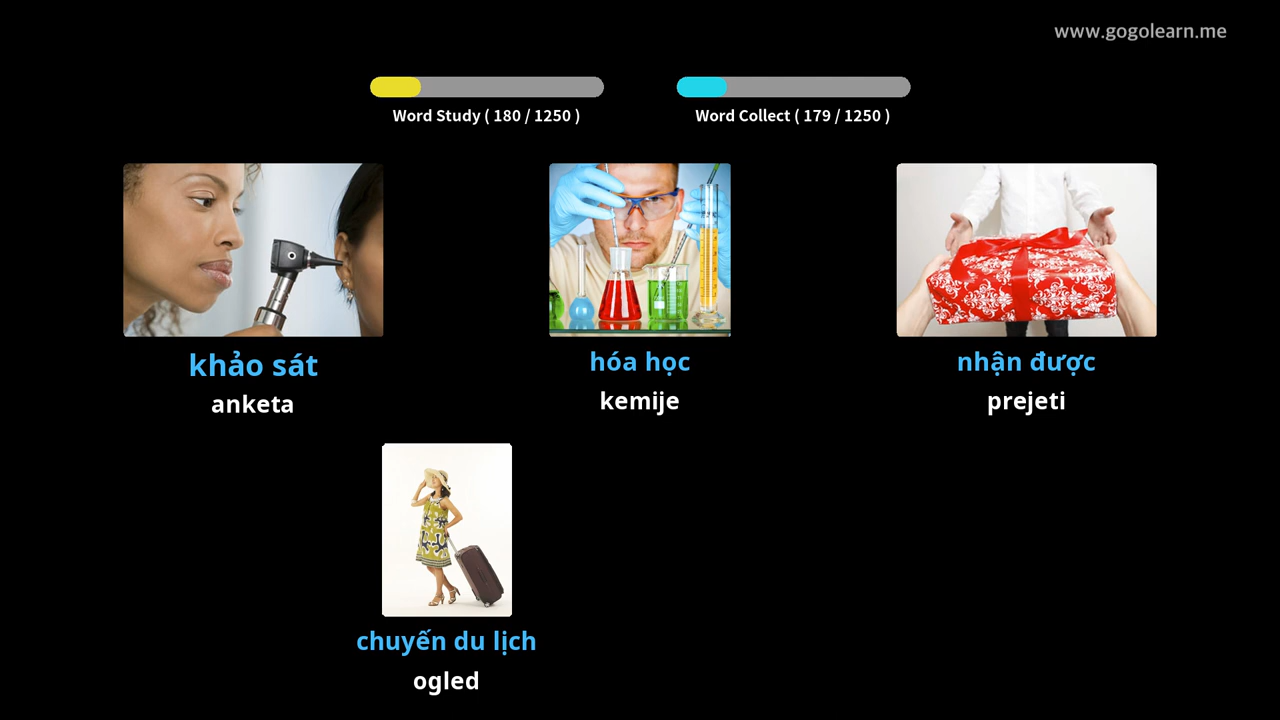 www.gogolearn.me
Word Study ( 180 / 1250 )
Word Collect ( 179 / 1250 )
khảo sát
anketa
hóa học
kemije
nhận được
prejeti
chuyến du lịch
ogled